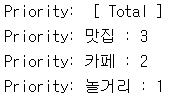 Priority:  [ Total ]
Priority: 맛집 : 3
Priority: 카페 : 2
Priority: 놀거리 : 1